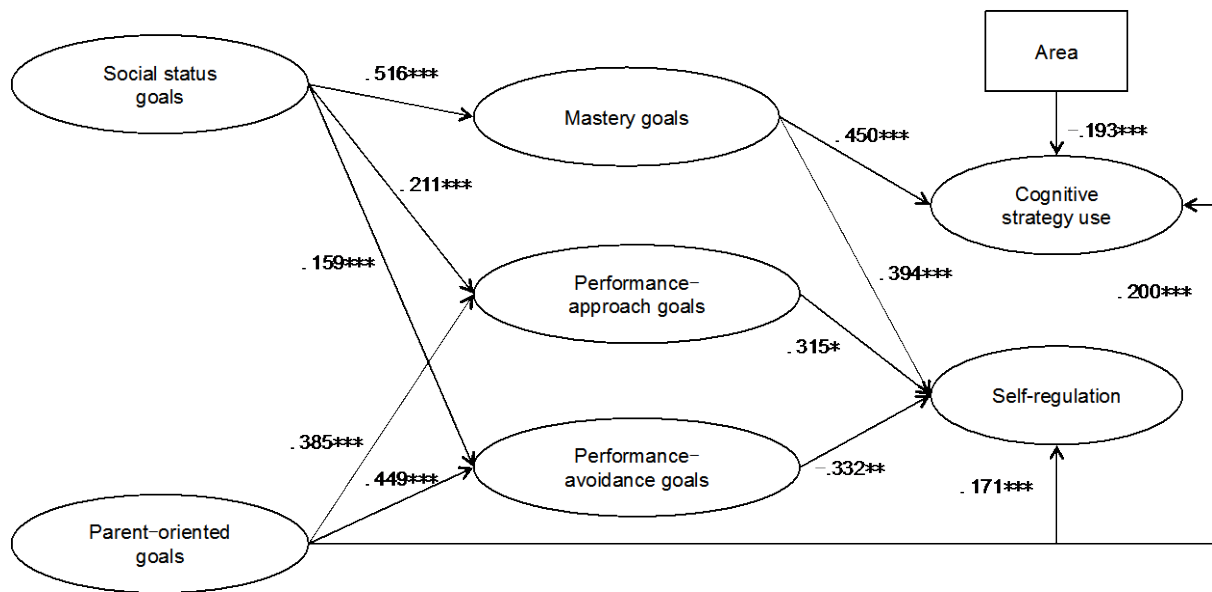 Social status
goals
.516***
Mastery goals
Area
.450***
-.193***
.211***
Cognitive
strategy use
.159***
.394***
.200***
Performance-
approach goals
.315*
Self-regulation
.385***
.449***
Performance-
avoidance goals
-.332**
.171***
Parent-oriented
goals